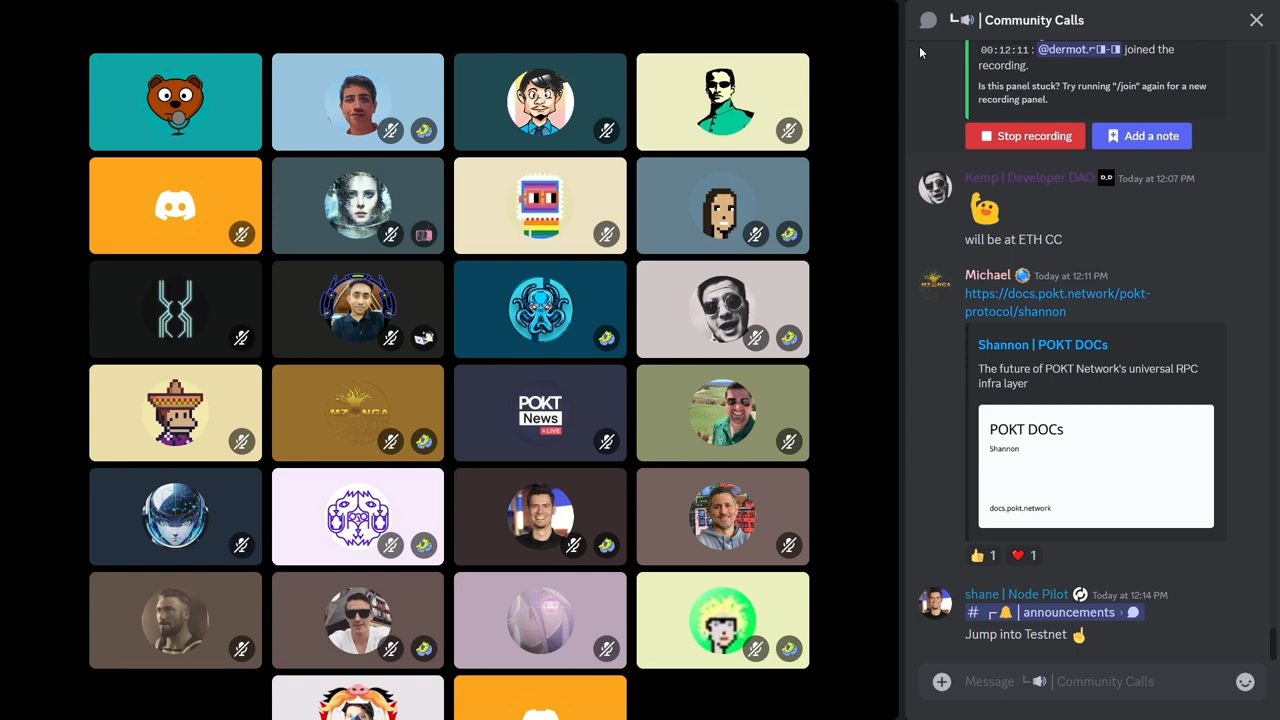 Community Calls
00:12:11: @dermot. joined the
recording.
Is this panel stuck? Try running "/join" again for a new
recording panel.
Stop recording
Add a note
Kemp | Developer DAO D_D Today at 12:07 PM
will be at ETH CC
Michael Today at 12:11 PM
https://docs.pokt.network/pokt-
protocol/shannon
Shannon | POKT DOCs
The future of POKT Network's universal RPC
infra layer
POKT DOCs
Shannon
docs.pokt.network
👍 1 ❤️ 1
shane | Node Pilot Today at 12:14 PM
# ┌🔔 | announcements ›
Jump into Testnet ☝️
Message └🔊 | Community Calls
MZONGA
POKT
News
LIVE